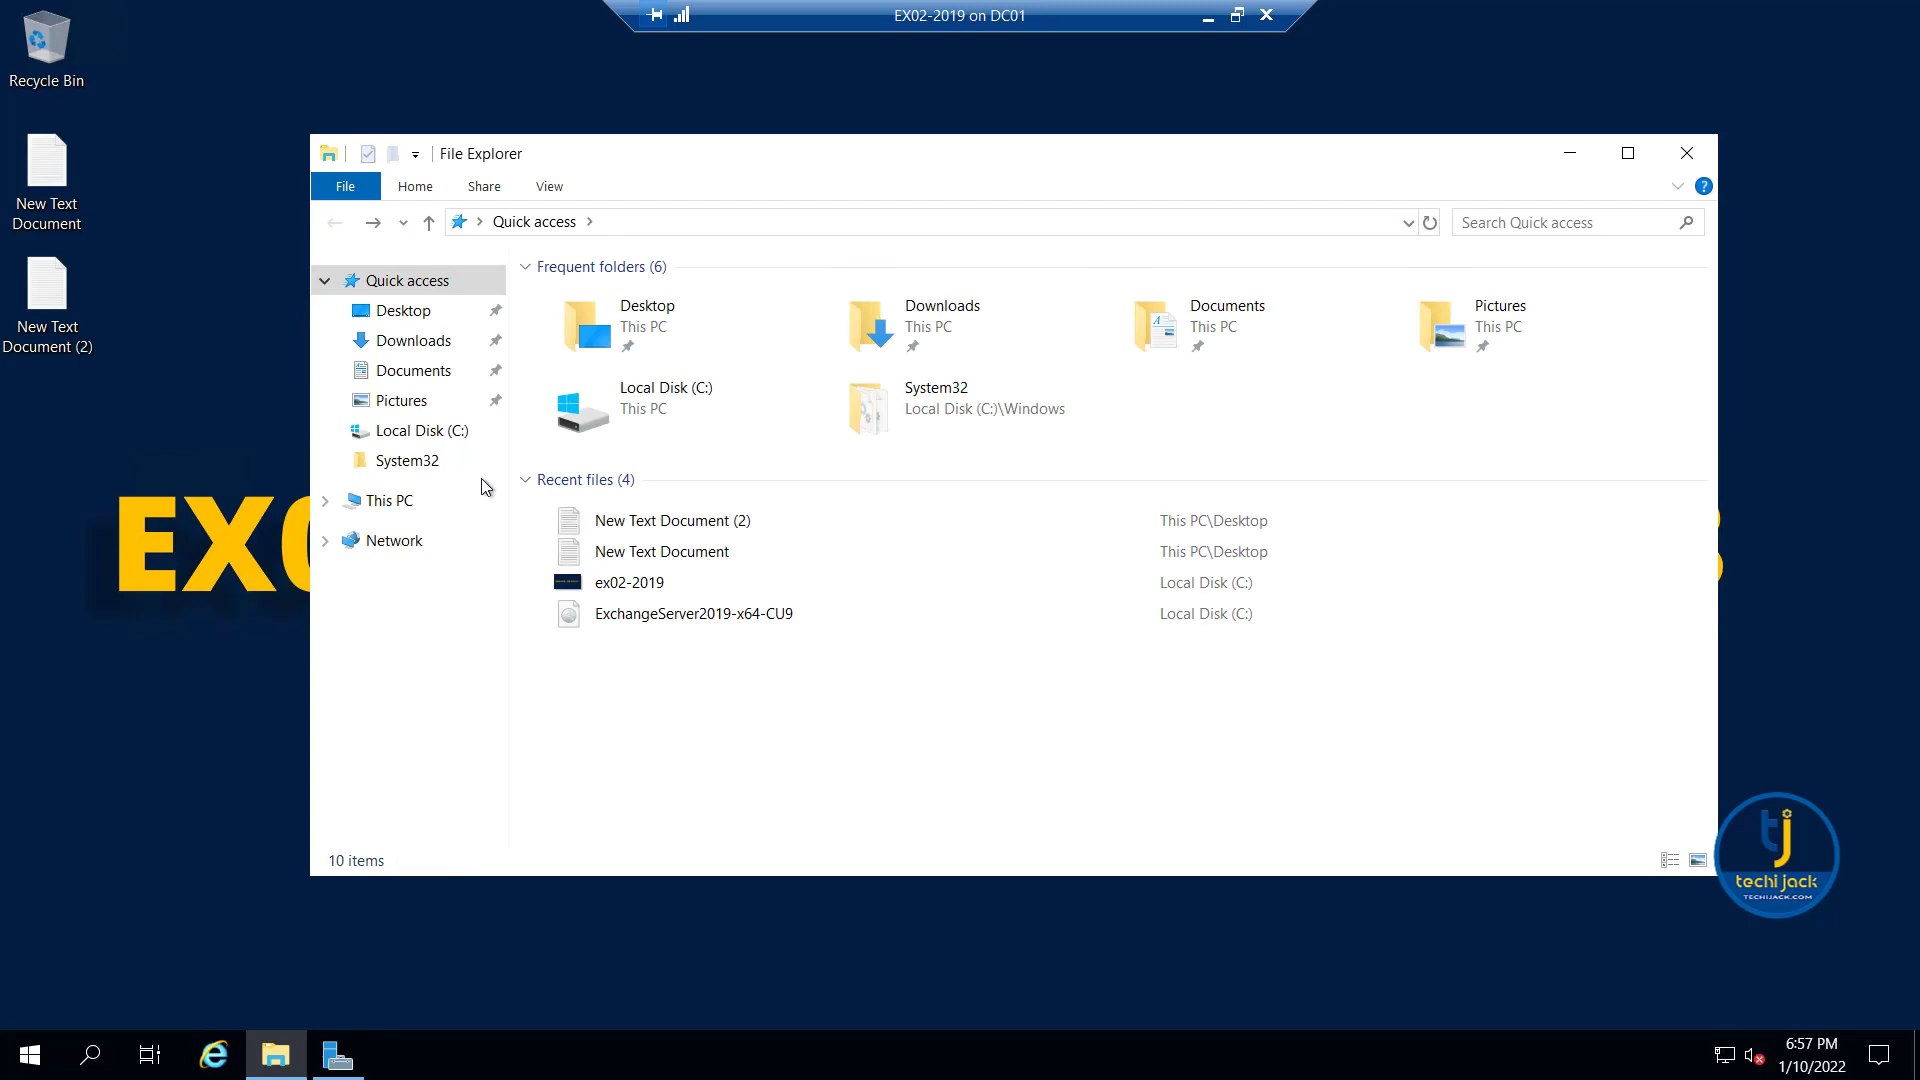 EX02-2019 on DC01
Recycle Bin
New Text
Document
New Text
Document (2)
File Explorer
File
Home
Share
View
?
Quick access
Search Quick access
Quick access
Desktop
Downloads
Documents
Pictures
Local Disk (C:)
System32
This PC
Network
Frequent folders (6)
Desktop
This PC
Downloads
This PC
Documents
This PC
Pictures
This PC
Local Disk (C:)
This PC
System32
Local Disk (C:)\Windows
Recent files (4)
New Text Document (2)
This PC\Desktop
New Text Document
This PC\Desktop
ex02-2019
Local Disk (C:)
ExchangeServer2019-x64-CU9
Local Disk (C:)
10 items
tj
techi jack
TECHIJACK.COM
6:57 PM
1/10/2022